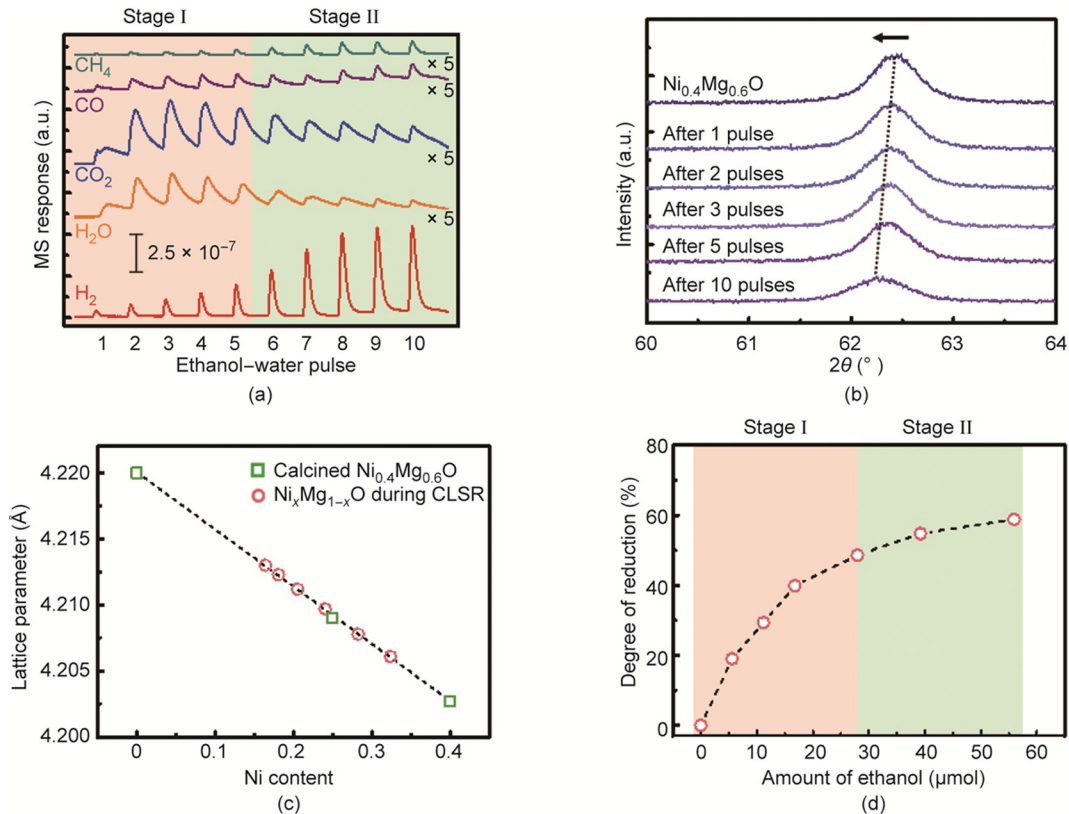 Stage I Stage II
CH₄
× 5
CO
× 5
CO₂
× 5
H₂O
× 5
2.5 × 10⁻⁷
H₂
MS response (a.u.)
1 2 3 4 5 6 7 8 9 10
Ethanol–water pulse
(a)
Ni₀.₄Mg₀.₆O
After 1 pulse
After 2 pulses
After 3 pulses
After 5 pulses
After 10 pulses
Intensity (a.u.)
60 61 62 63 64
2θ (°)
(b)
Calcined Ni₀.₄Mg₀.₆O
NiₓMg₁₋ₓO during CLSR
4.220
4.215
4.210
4.205
4.200
Lattice parameter (Å)
0 0.1 0.2 0.3 0.4
Ni content
(c)
Stage I Stage II
80
60
40
20
0
Degree of reduction (%)
0 10 20 30 40 50 60
Amount of ethanol (μmol)
(d)